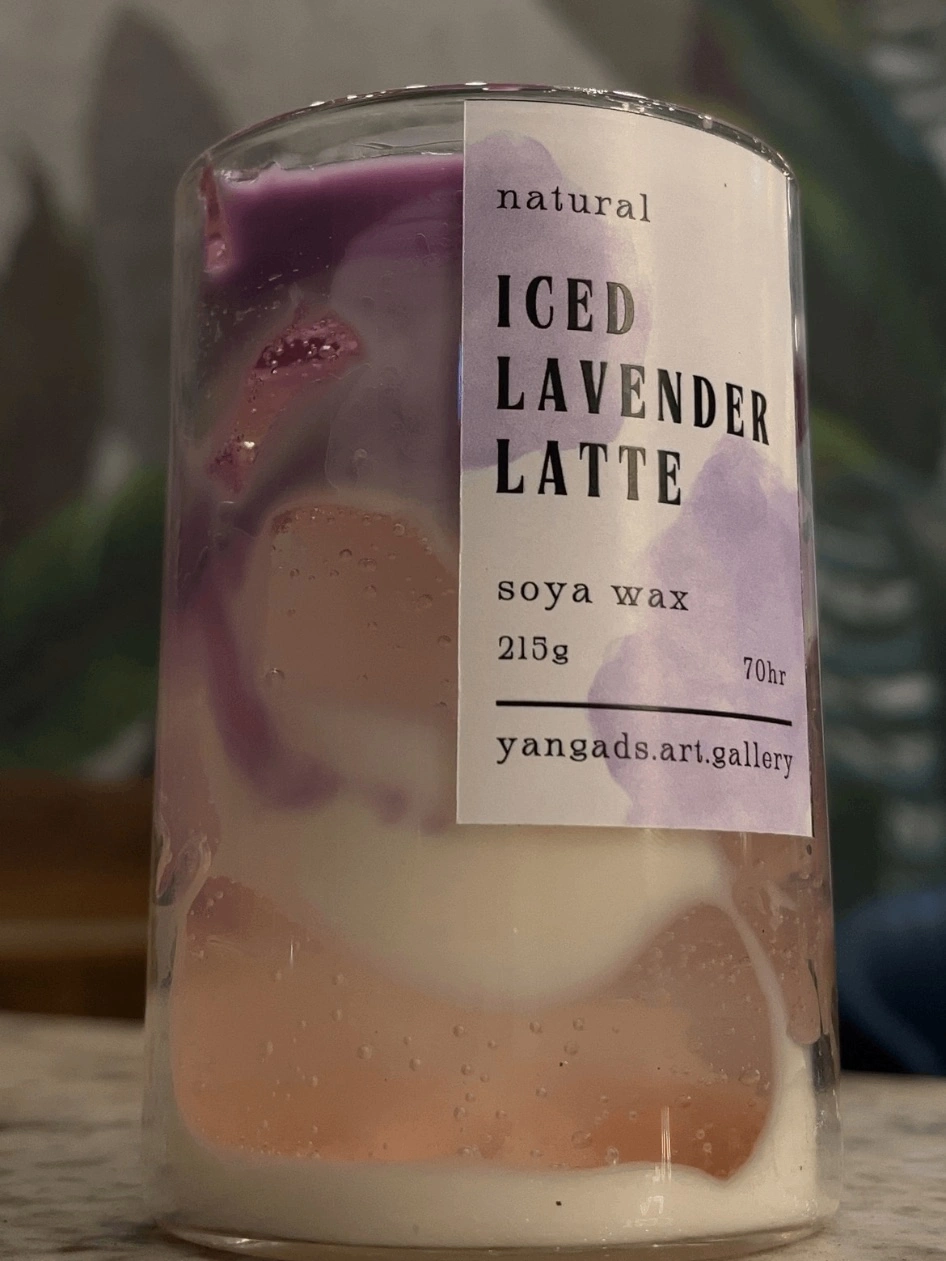 natural
ICED
LAVENDER
LATTE
soya wax
215g
70hr
yangads.art.gallery